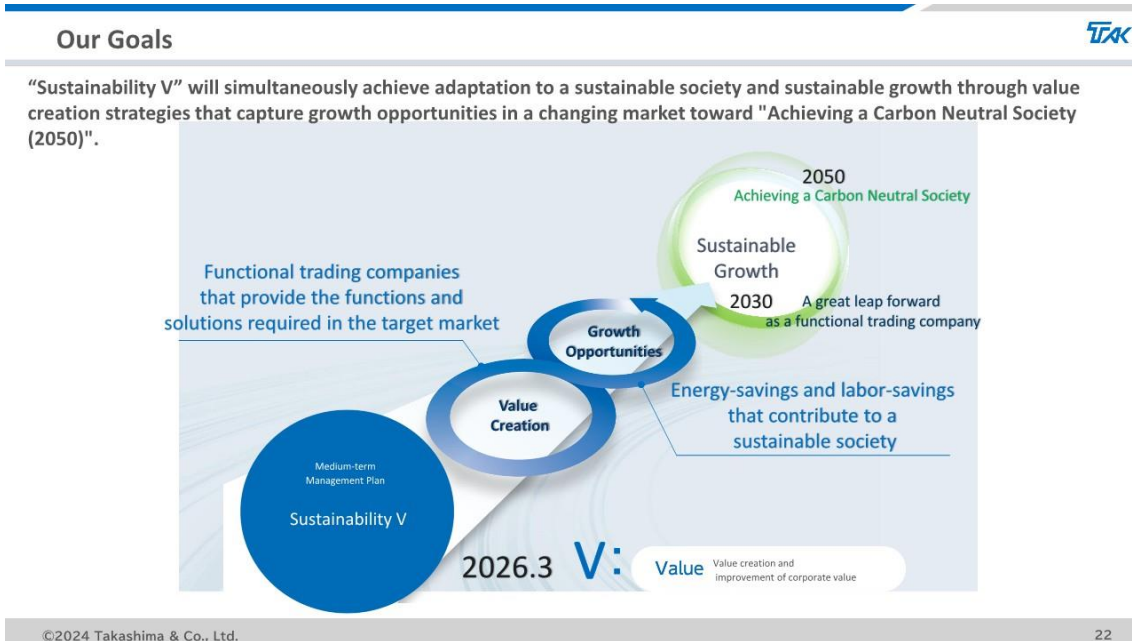 Our Goals
TAK
“Sustainability V” will simultaneously achieve adaptation to a sustainable society and sustainable growth through value
creation strategies that capture growth opportunities in a changing market toward "Achieving a Carbon Neutral Society
(2050)".
2050
Achieving a Carbon Neutral Society
Sustainable
Growth
2030
A great leap forward
as a functional trading company
Functional trading companies
that provide the functions and
solutions required in the target market
Growth
Opportunities
Energy-savings and labor-savings
that contribute to a
sustainable society
Value
Creation
Medium-term
Management Plan
Sustainability V
2026.3
V:
Value
Value creation and
improvement of corporate value
©2024 Takashima & Co., Ltd.
22